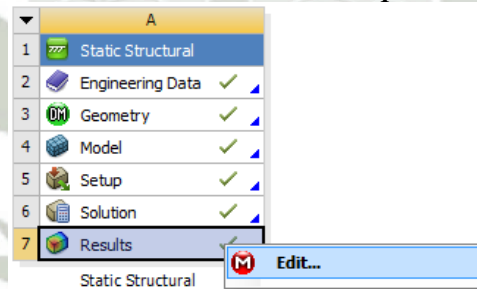 A
1 Static Structural
2 Engineering Data
3 DM Geometry
4 Model
5 Setup
6 Solution
7 Results
M Edit...
Static Structural